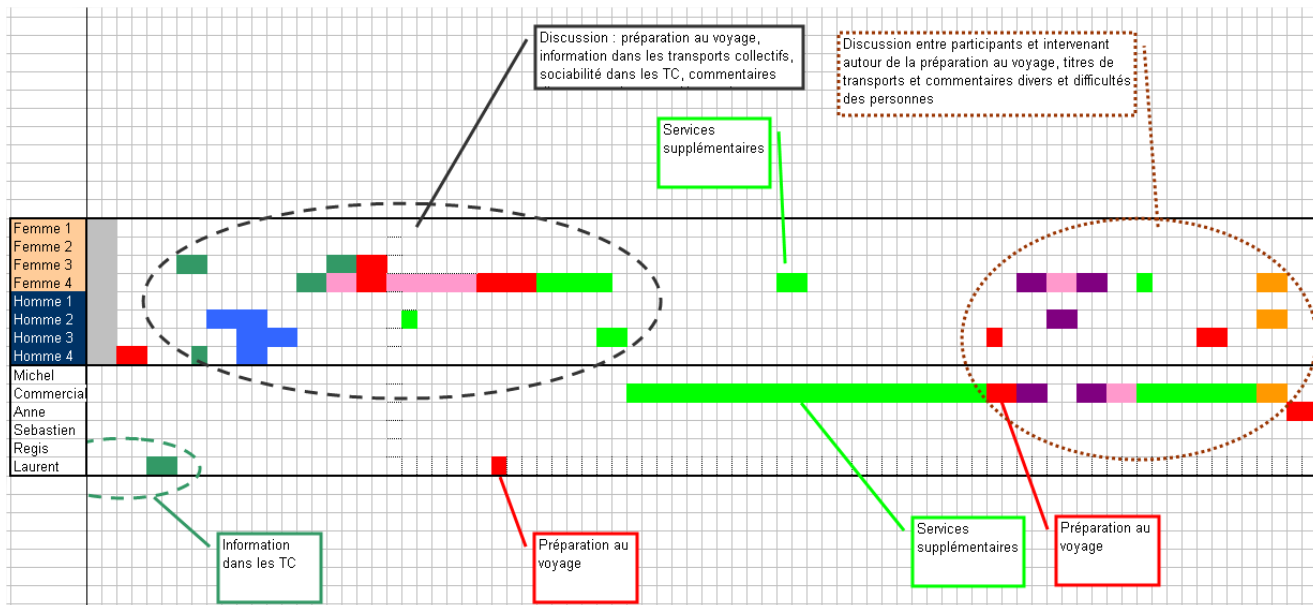 Discussion : préparation au voyage,
information dans les transports collectifs,
sociabilité dans les TC, commentaires
Discussion entre participants et intervenant
autour de la préparation au voyage, titres de
transports et commentaires divers et difficultés
des personnes
Services
supplémentaires
Femme 1
Femme 2
Femme 3
Femme 4
Homme 1
Homme 2
Homme 3
Homme 4
Michel
Commercial
Anne
Sebastien
Regis
Laurent
Information
dans les TC
Préparation au
voyage
Services
supplémentaires
Préparation au
voyage